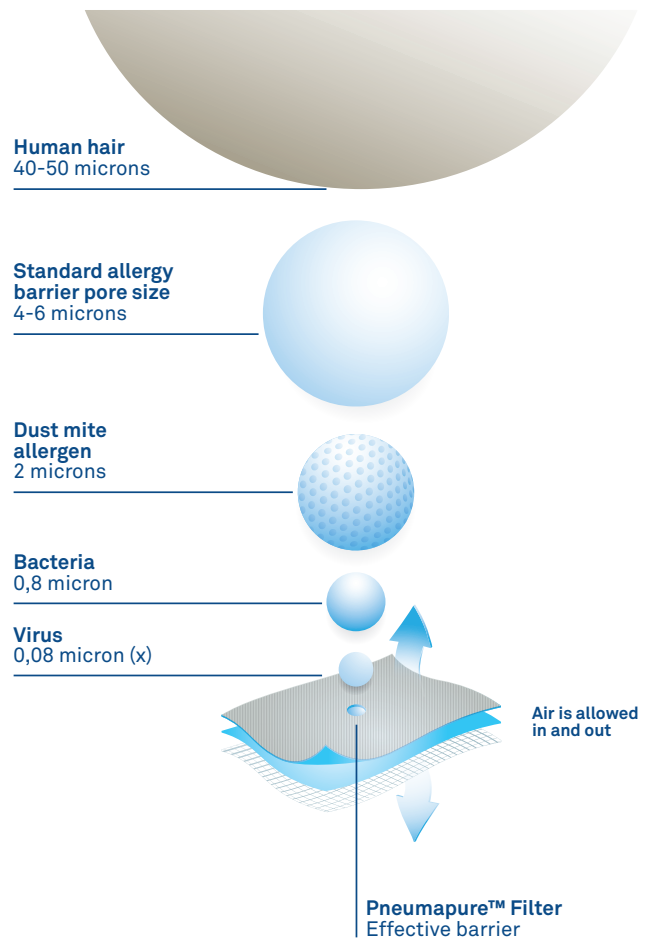 Human hair
40-50 microns
Standard allergy
barrier pore size
4-6 microns
Dust mite
allergen
2 microns
Bacteria
0,8 micron
Virus
0,08 micron (x)
Air is allowed
in and out
Pneumapure™ Filter
Effective barrier